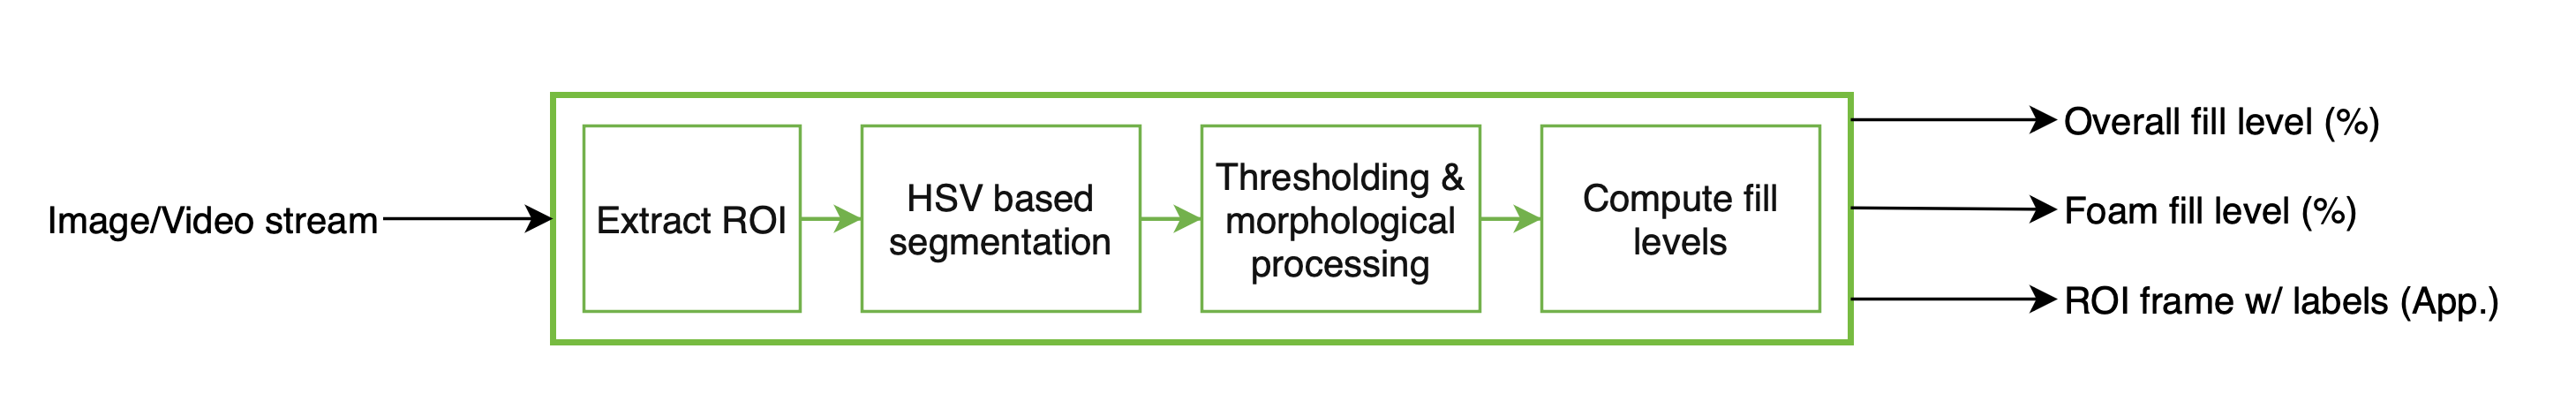 Image/Video stream
Extract ROI
HSV based
segmentation
Thresholding &
morphological
processing
Compute fill
levels
Overall fill level (%)
Foam fill level (%)
ROI frame w/ labels (App.)